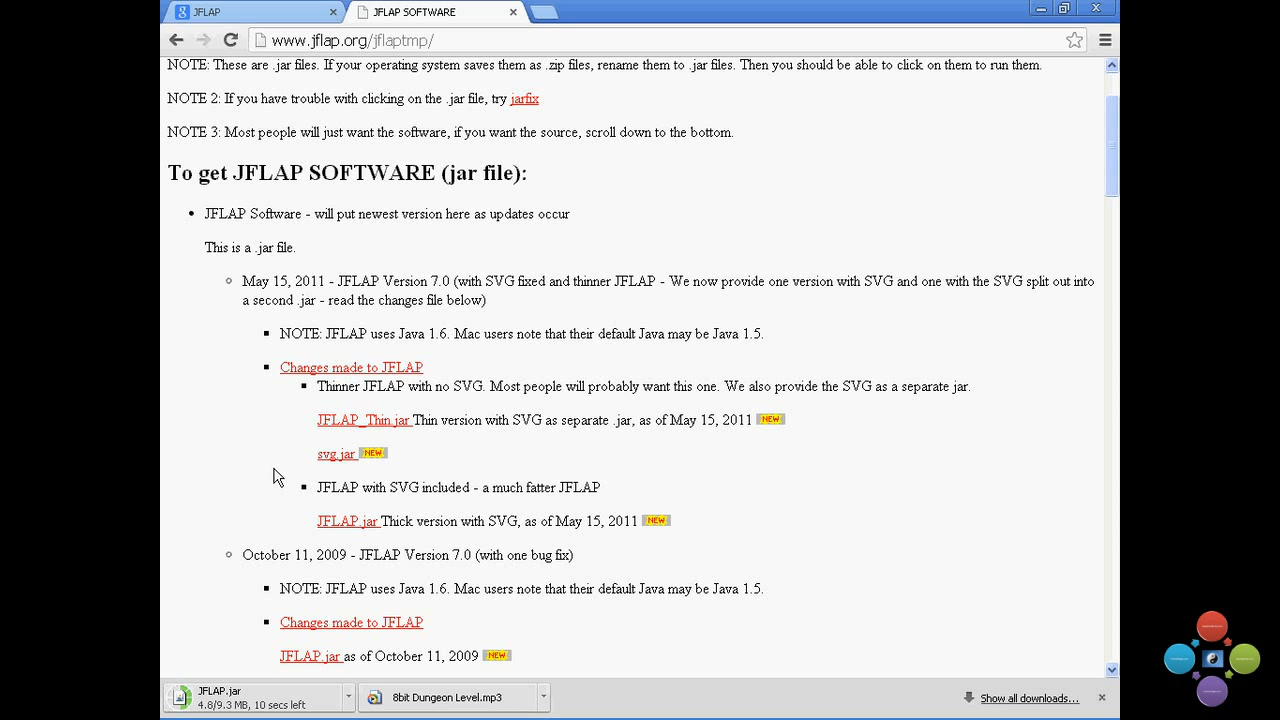 JFLAP
JFLAP SOFTWARE
www.jflap.org/jflaptmp/
NOTE: These are .jar files. If your operating system saves them as .zip files, rename them to .jar files. Then you should be able to click on them to run them.
NOTE 2: If you have trouble with clicking on the .jar file, try jarfix
NOTE 3: Most people will just want the software, if you want the source, scroll down to the bottom.
To get JFLAP SOFTWARE (jar file):
JFLAP Software - will put newest version here as updates occur
This is a .jar file.
May 15, 2011 - JFLAP Version 7.0 (with SVG fixed and thinner JFLAP - We now provide one version with SVG and one with the SVG split out into
a second .jar - read the changes file below)
NOTE: JFLAP uses Java 1.6. Mac users note that their default Java may be Java 1.5.
Changes made to JFLAP
Thinner JFLAP with no SVG. Most people will probably want this one. We also provide the SVG as a separate jar.
JFLAP_Thin.jar Thin version with SVG as separate .jar, as of May 15, 2011 NEW
svg.jar NEW
JFLAP with SVG included - a much fatter JFLAP
JFLAP.jar Thick version with SVG, as of May 15, 2011 NEW
October 11, 2009 - JFLAP Version 7.0 (with one bug fix)
NOTE: JFLAP uses Java 1.6. Mac users note that their default Java may be Java 1.5.
Changes made to JFLAP
JFLAP.jar as of October 11, 2009 NEW
JFLAP.jar
4.8/9.3 MB, 10 secs left
8bit Dungeon Level.mp3
Show all downloads...